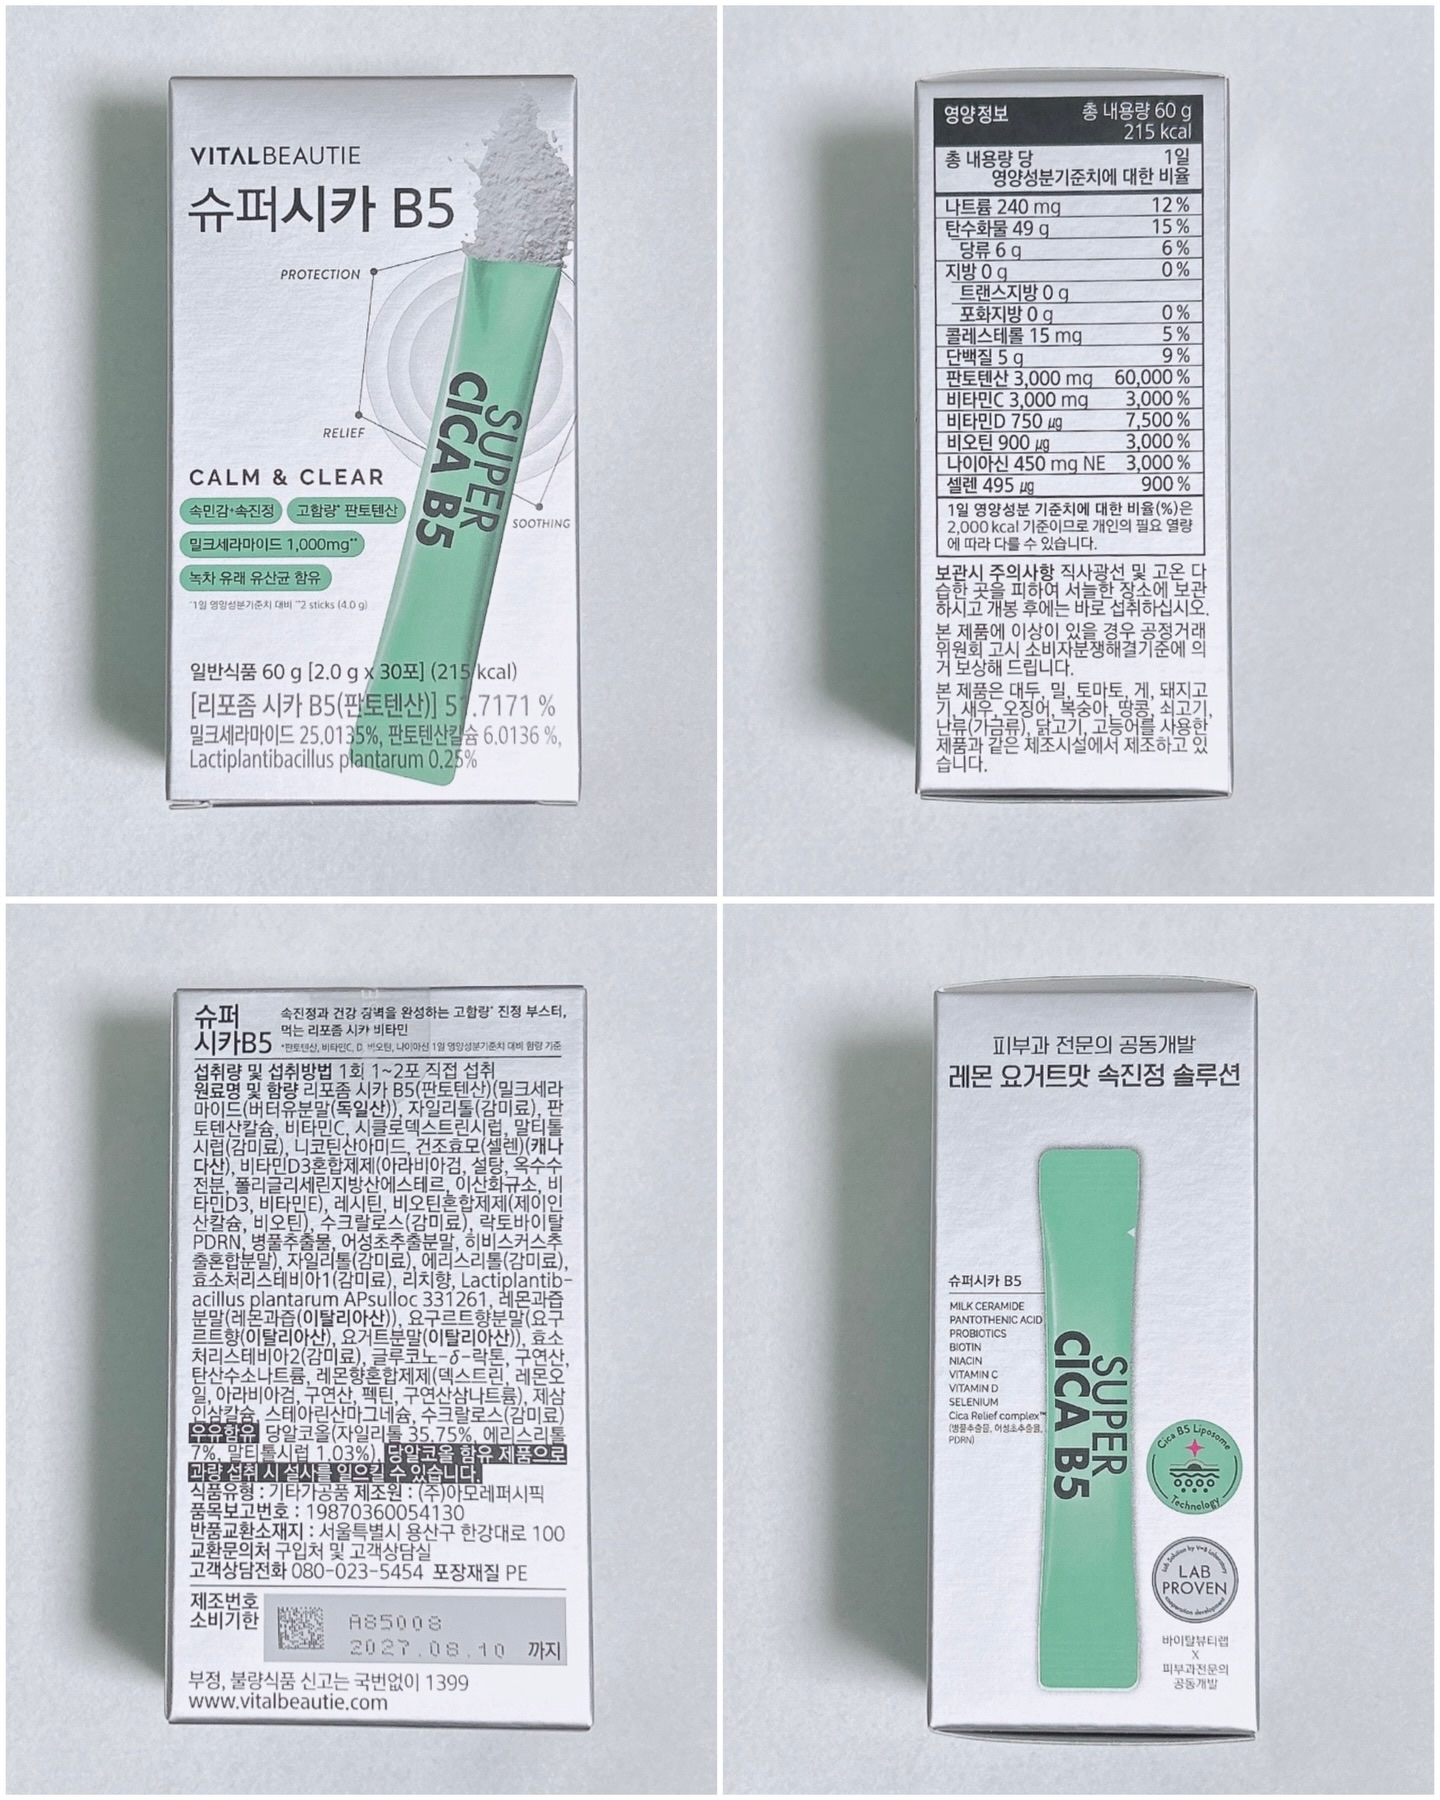 VITALBEAUTIE
슈퍼시카 B5
PROTECTION
RELIEF
SOOTHING
SUPER
CICA B5
CALM & CLEAR
속민감·속진정 고함량* 판토텐산
밀크세라마이드 1,000mg**
녹차 유래 유산균 함유
*1일 영양성분기준치 대비 **2 sticks (4.0 g)
일반식품 60 g [2.0 g x 30포] (215 kcal)
[리포좀 시카 B5(판토텐산)] 51.7171 %
밀크세라마이드 25.0135%, 판토텐산칼슘 6.0136 %,
Lactiplantibacillus plantarum 0.25%
영양정보 총 내용량 60 g
215 kcal
총 내용량 당 1일
영양성분기준치에 대한 비율
나트륨 240 mg 12 %
탄수화물 49 g 15 %
당류 6 g 6 %
지방 0 g 0 %
트랜스지방 0 g
포화지방 0 g 0 %
콜레스테롤 15 mg 5 %
단백질 5 g 9 %
판토텐산 3,000 mg 60,000 %
비타민C 3,000 mg 3,000 %
비타민D 750 ㎍ 7,500 %
비오틴 900 ㎍ 3,000 %
나이아신 450 mg NE 3,000 %
셀렌 495 ㎍ 900 %
1일 영양성분 기준치에 대한 비율(%)은
2,000 kcal 기준이므로 개인의 필요 열량
에 따라 다를 수 있습니다.
보관시 주의사항 직사광선 및 고온 다
습한 곳을 피하여 서늘한 장소에 보관
하시고 개봉 후에는 바로 섭취하십시오.
본 제품에 이상이 있을 경우 공정거래
위원회 고시 소비자분쟁해결기준에 의
거 보상해 드립니다.
본 제품은 대두, 밀, 토마토, 게, 돼지고
기, 새우, 오징어, 복숭아, 땅콩, 쇠고기,
난류(가금류), 닭고기, 고등어를 사용한
제품과 같은 제조시설에서 제조하고 있
습니다.
슈퍼
시카B5
속진정과 건강 장벽을 완성하는 고함량* 진정 부스터,
먹는 리포좀 시카 비타민
*판토텐산, 비타민C, D, 비오틴, 나이아신 1일 영양성분기준치 대비 함량 기준
섭취량 및 섭취방법 1회 1~2포 직접 섭취
원료명 및 함량 리포좀 시카 B5(판토텐산)(밀크세라
마이드(버터유분말(독일산)), 자일리톨(감미료), 판
토텐산칼슘, 비타민C, 시클로덱스트린시럽, 말티톨
시럽(감미료), 니코틴산아미드, 건조효모(셀렌)(캐나
다산), 비타민D3혼합제제(아라비아검, 설탕, 옥수수
전분, 폴리글리세린지방산에스테르, 이산화규소, 비
타민D3, 비타민E), 레시틴, 비오틴혼합제제(제이인
산칼슘, 비오틴), 수크랄로스(감미료), 락토바이탈
PDRN, 병풀추출물, 어성초추출분말, 히비스커스추
출혼합분말), 자일리톨(감미료), 에리스리톨(감미료),
효소처리스테비아1(감미료), 리치향, Lactiplantib-
acillus plantarum APsulloc 331261, 레몬과즙
분말(레몬과즙(이탈리아산)), 요구르트향분말(요구
르트향(이탈리아산), 요거트분말(이탈리아산)), 효소
처리스테비아2(감미료), 글루코노-δ-락톤, 구연산,
탄산수소나트륨, 레몬향혼합제제(덱스트린, 레몬오
일, 아라비아검, 구연산, 펙틴, 구연산삼나트륨), 제삼
인산칼슘, 스테아린산마그네슘, 수크랄로스(감미료)
우유함유 당알코올(자일리톨 35.75%, 에리스리톨
7%, 말티톨시럽 1.03%), 당알코올 함유 제품으로
과량 섭취 시 설사를 일으킬 수 있습니다.
식품유형 : 기타가공품 제조원 : (주)아모레퍼시픽
품목보고번호 : 19870360054130
반품교환소재지 : 서울특별시 용산구 한강대로 100
교환문의처 구입처 및 고객상담실
고객상담전화 080-023-5454 포장재질 PE
제조번호
소비기한
A85008
2027.08.10 까지
부정, 불량식품 신고는 국번없이 1399
www.vitalbeautie.com
피부과 전문의 공동개발
레몬 요거트맛 속진정 솔루션
슈퍼시카 B5
MILK CERAMIDE
PANTOTHENIC ACID
PROBIOTICS
BIOTIN
NIACIN
VITAMIN C
VITAMIN D
SELENIUM
Cica Relief complex™
(병풀추출물, 어성초추출물,
PDRN)
SUPER
CICA B5
Cica B5 Liposome
Technology
Lab Solution by V=B Laboratory
LAB
PROVEN
cooperation development
바이탈뷰티랩
X
피부과전문의
공동개발